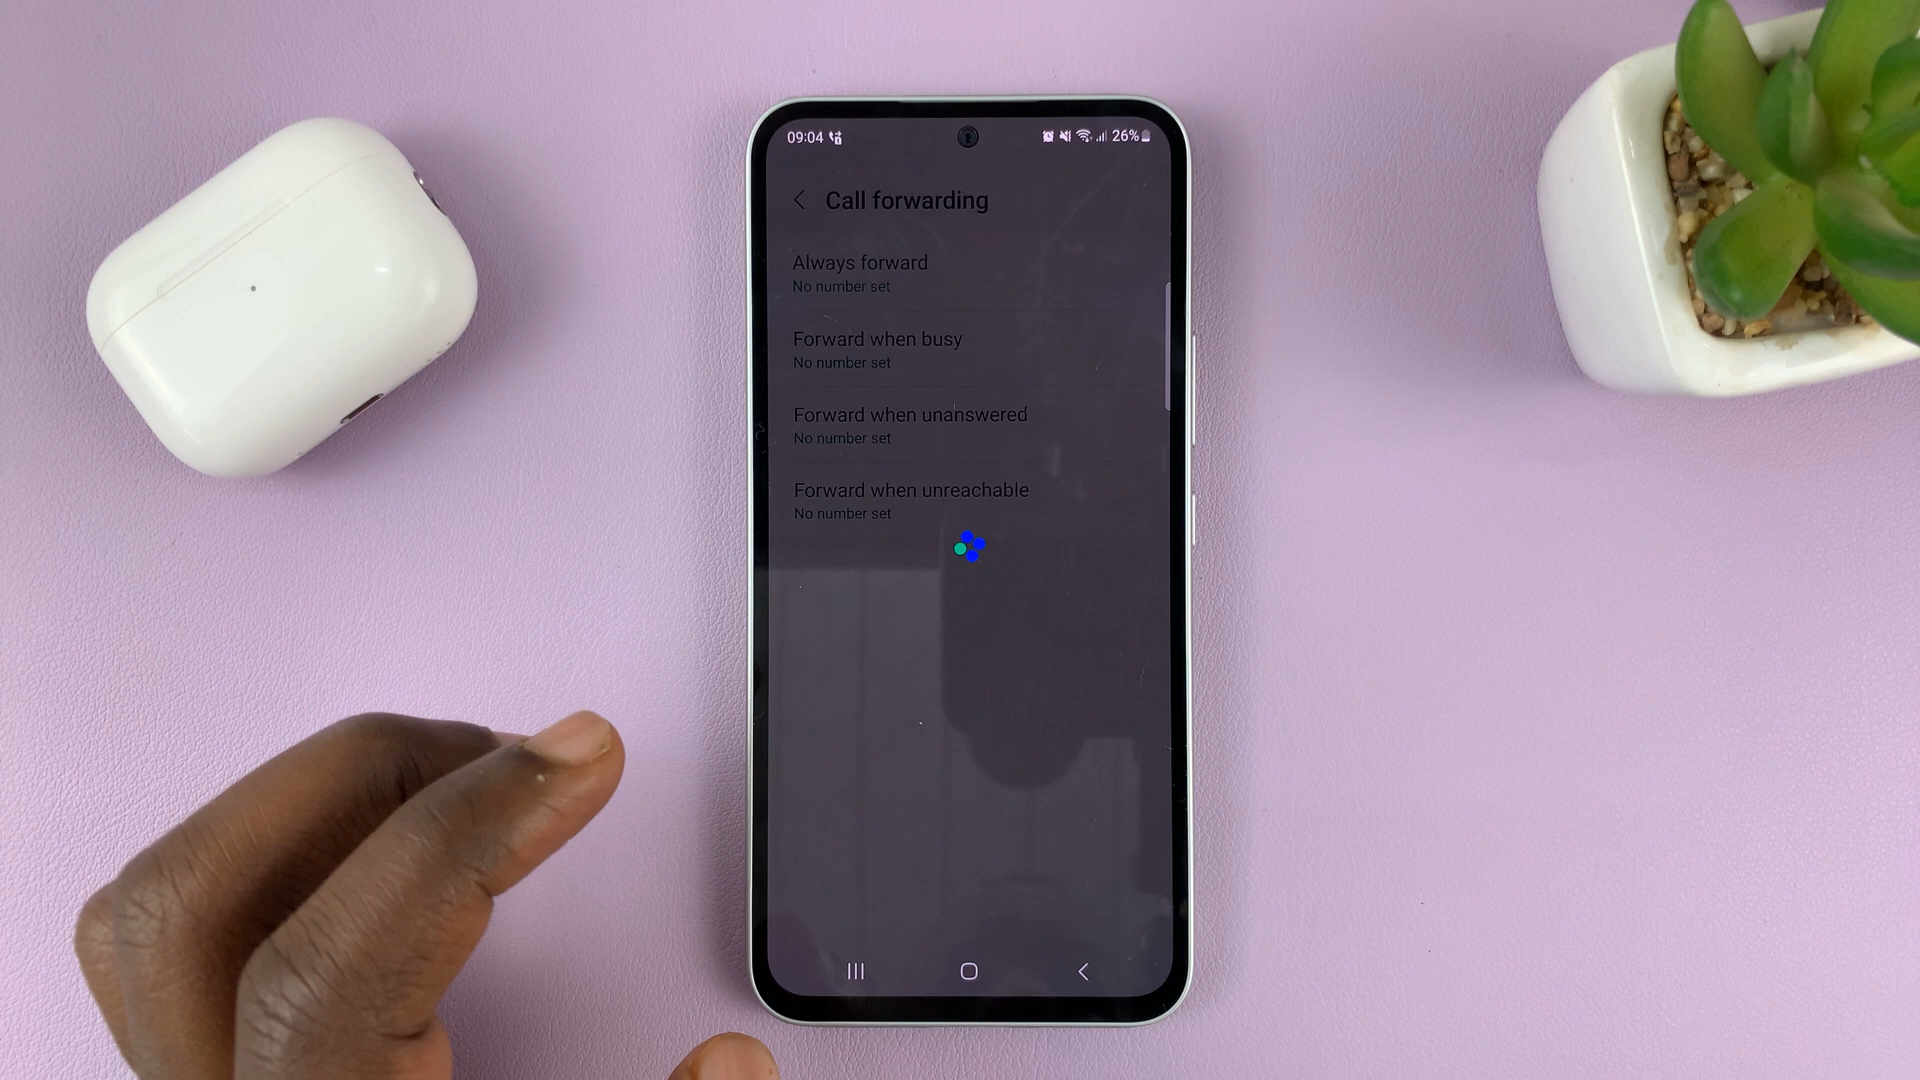 09:04
26%
Call forwarding
Always forward
No number set
Forward when busy
No number set
Forward when unanswered
No number set
Forward when unreachable
No number set